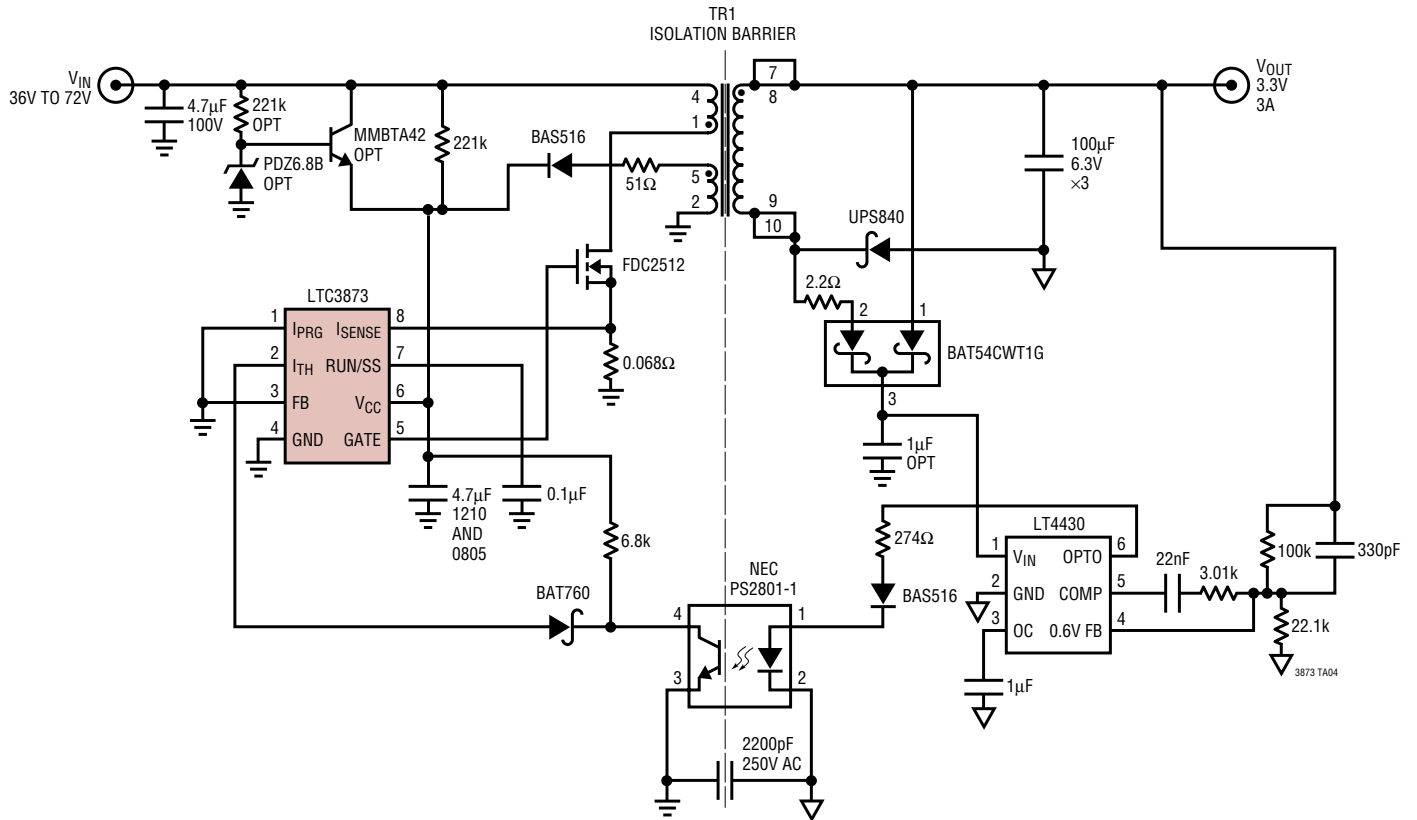 TR1
ISOLATION BARRIER
VIN
36V TO 72V
4.7µF
100V
221k
OPT
MMBTA42
OPT
PDZ6.8B
OPT
221k
BAS516
51Ω
4
1
5
2
7
8
9
10
VOUT
3.3V
3A
100µF
6.3V
×3
UPS840
FDC2512
2.2Ω
2
1
BAT54CWT1G
3
LTC3873
1
IPRG
ISENSE
8
2
ITH
RUN/SS
7
3
FB
VCC
6
4
GND
GATE
5
0.068Ω
1µF
OPT
4.7µF
1210
AND
0805
0.1µF
6.8k
274Ω
BAS516
LT4430
1
VIN
OPTO
6
2
GND
COMP
5
3
OC
0.6V FB
4
22nF
3.01k
100k
330pF
22.1k
1µF
BAT760
NEC
PS2801-1
4
1
3
2
2200pF
250V AC
3873 TA04